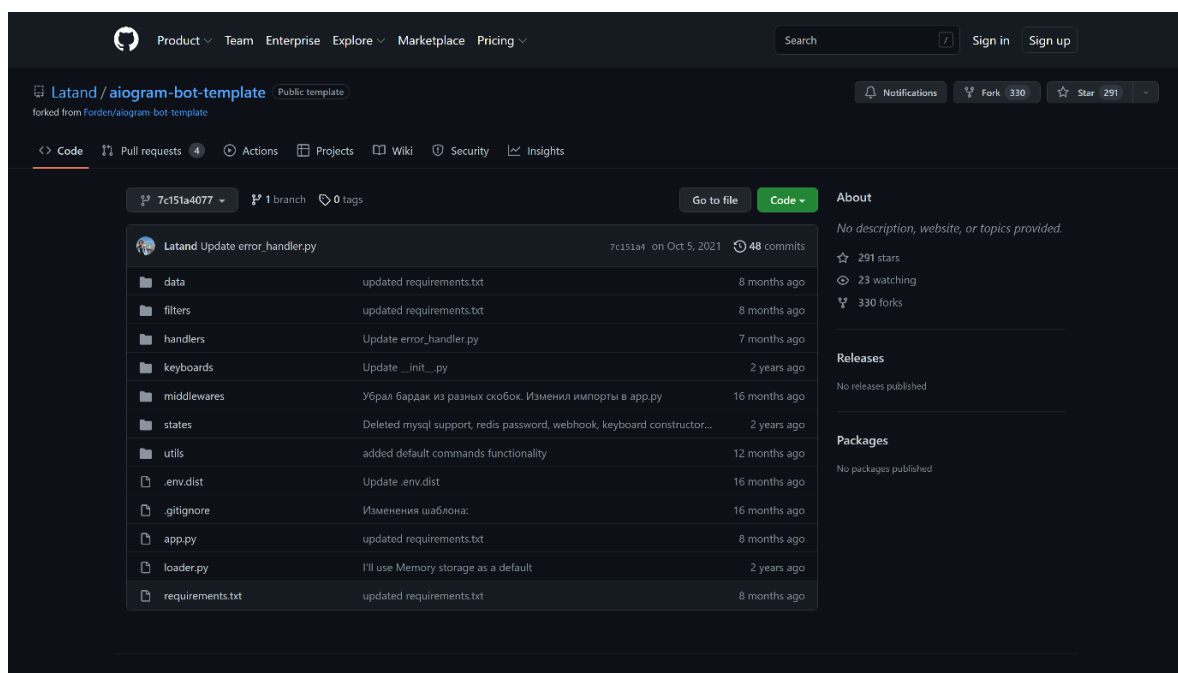 Product Team Enterprise Explore Marketplace Pricing Search / Sign in Sign up
Latand / aiogram-bot-template Public template Notifications Fork 330 Star 291
forked from Forden/aiogram-bot-template
<> Code Pull requests 4 Actions Projects Wiki Security Insights
7c151a4077 1 branch 0 tags Go to file Code
Latand Update error_handler.py 7c151a4 on Oct 5, 2021 48 commits
data updated requirements.txt 8 months ago
filters updated requirements.txt 8 months ago
handlers Update error_handler.py 7 months ago
keyboards Update __init__.py 2 years ago
middlewares Убрал бардак из разных скобок. Изменил импорты в app.py 16 months ago
states Deleted mysql support, redis password, webhook, keyboard constructor... 2 years ago
utils added default commands functionality 12 months ago
.env.dist Update .env.dist 16 months ago
.gitignore Изменения шаблона: 16 months ago
app.py updated requirements.txt 8 months ago
loader.py I'll use Memory storage as a default 2 years ago
requirements.txt updated requirements.txt 8 months ago
About
No description, website, or topics provided.
291 stars
23 watching
330 forks
Releases
No releases published
Packages
No packages published